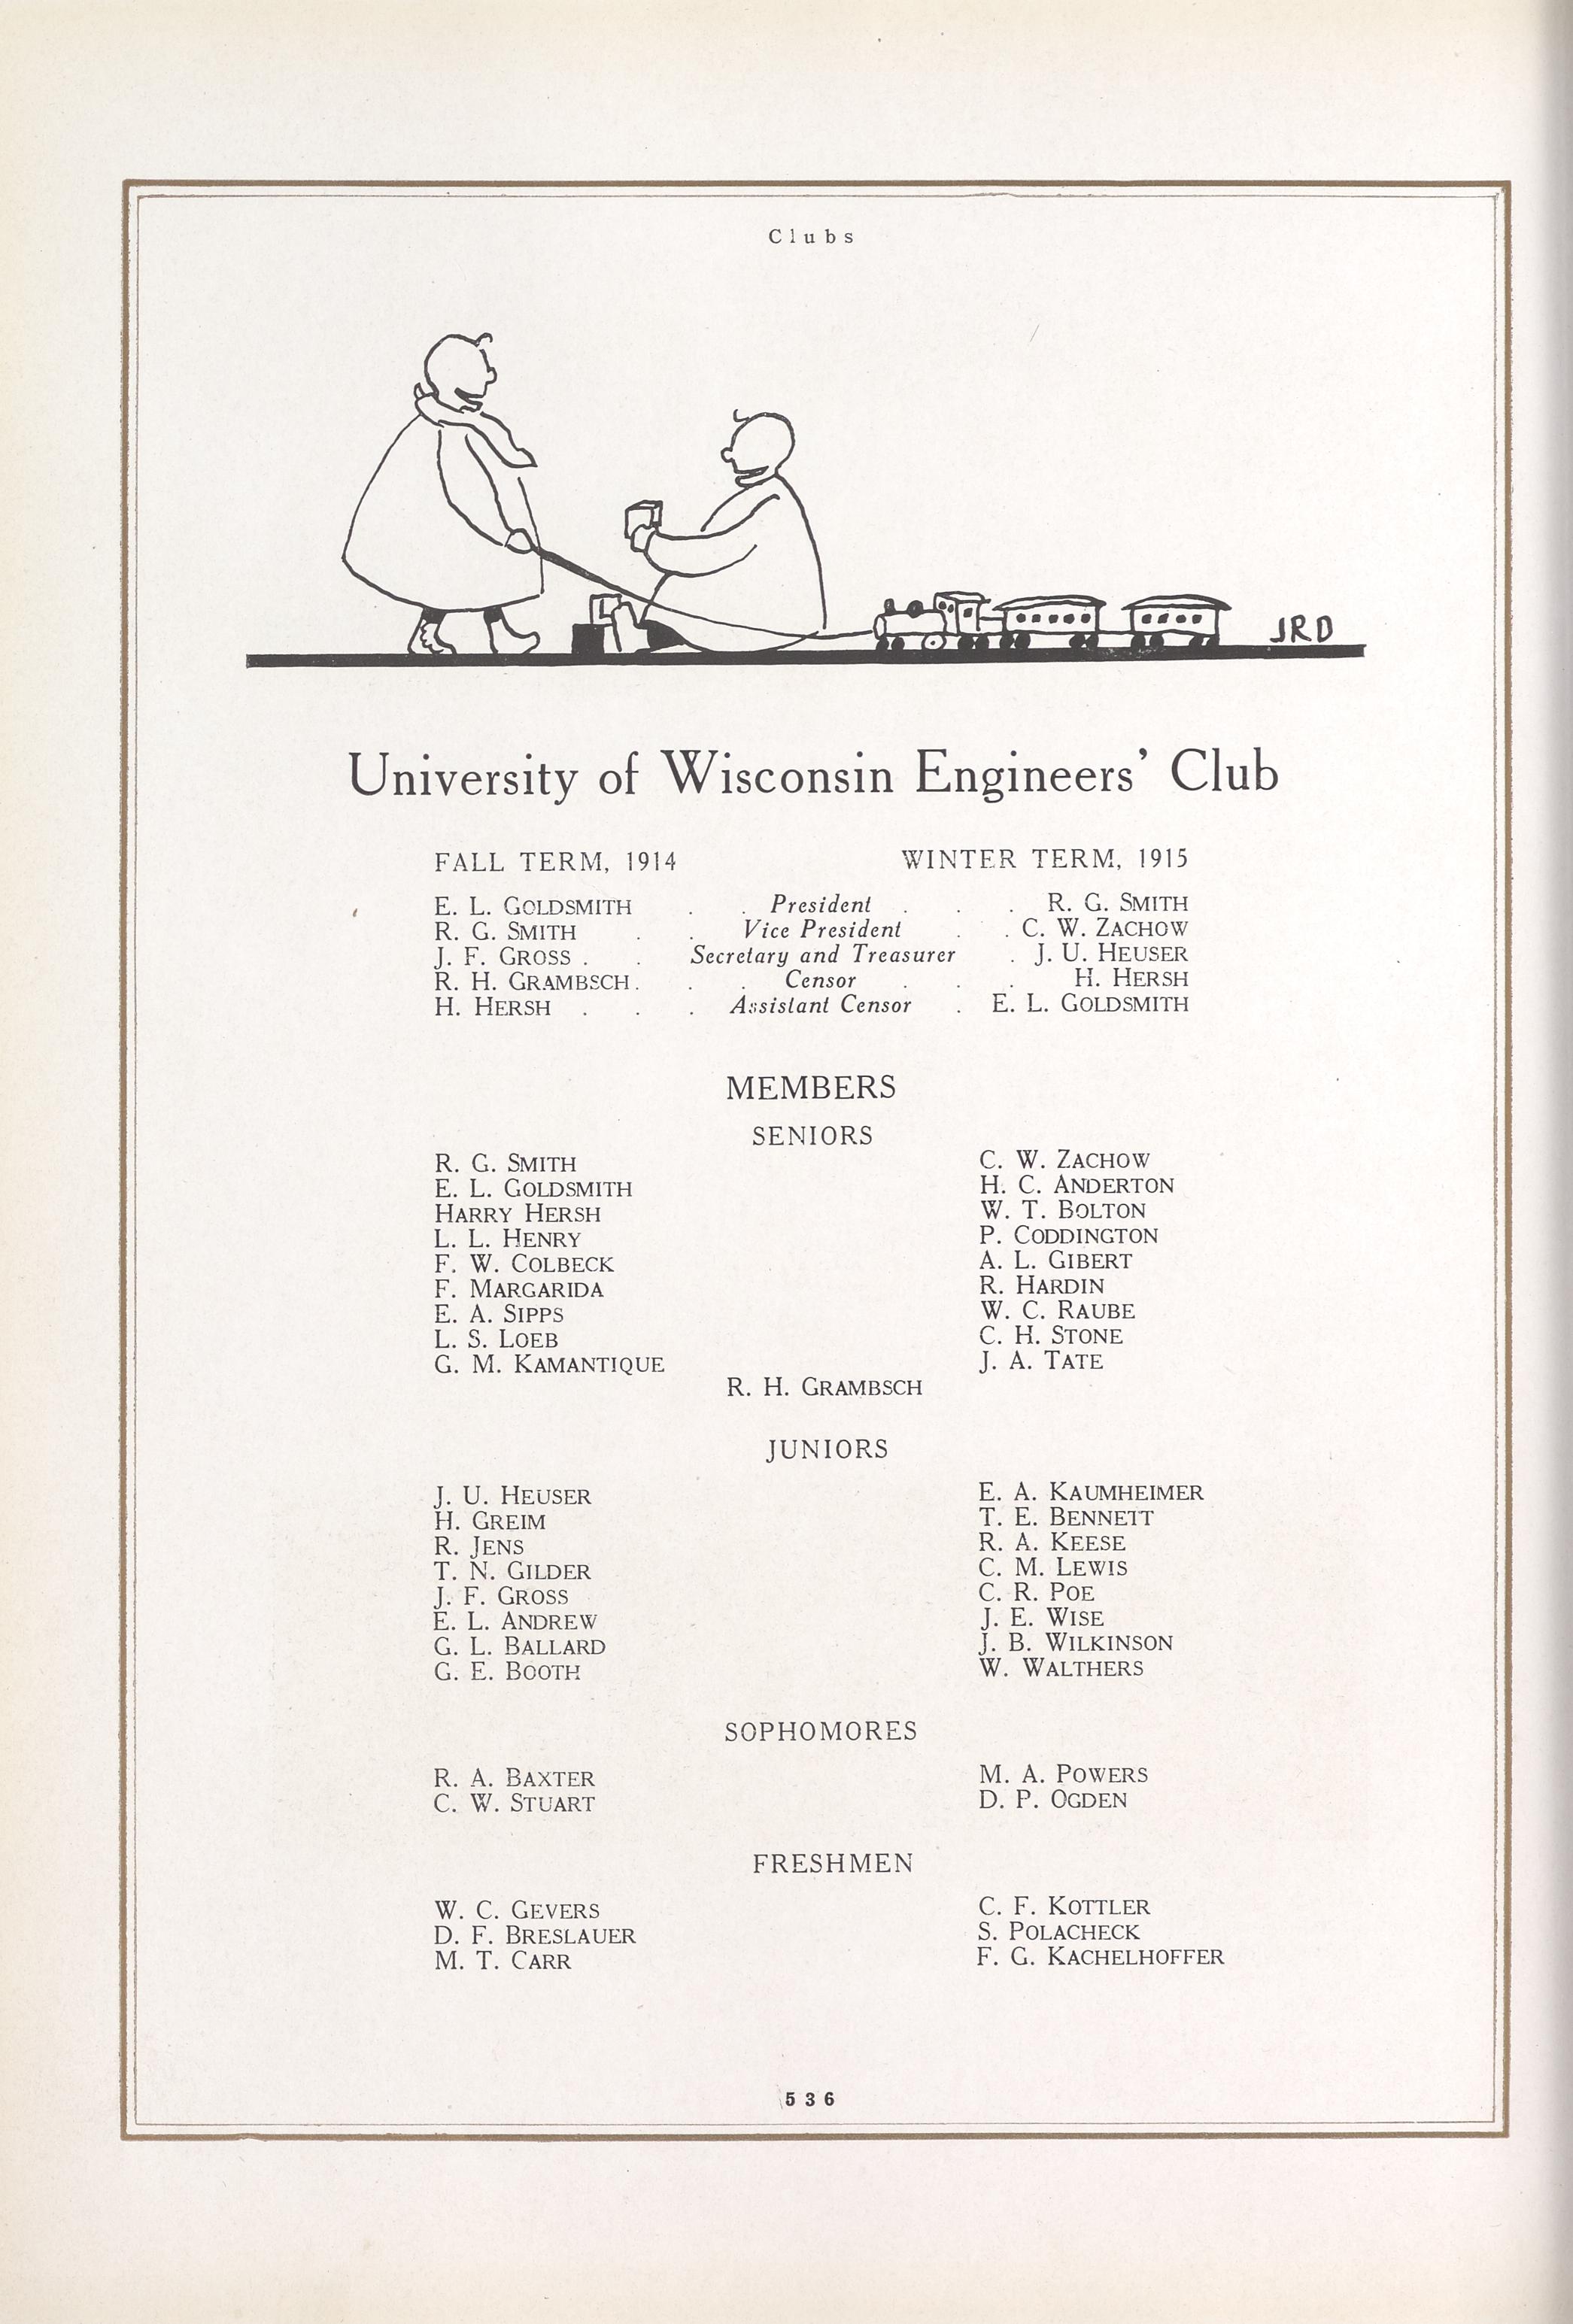 Clubs
JRD
University of Wisconsin Engineers' Club
FALL TERM, 1914 WINTER TERM, 1915
E. L. GOLDSMITH . . President . . . R. G. SMITH
R. G. SMITH . . Vice President . . C. W. ZACHOW
J. F. GROSS . . Secretary and Treasurer . J. U. HEUSER
R. H. GRAMBSCH . . . Censor . . . H. HERSH
H. HERSH . . . Assistant Censor . E. L. GOLDSMITH
MEMBERS
SENIORS
R. G. SMITH C. W. ZACHOW
E. L. GOLDSMITH H. C. ANDERTON
HARRY HERSH W. T. BOLTON
L. L. HENRY P. CODDINGTON
F. W. COLBECK A. L. GIBERT
F. MARGARIDA R. HARDIN
E. A. SIPPS W. C. RAUBE
L. S. LOEB C. H. STONE
G. M. KAMANTIQUE J. A. TATE
R. H. GRAMBSCH
JUNIORS
J. U. HEUSER E. A. KAUMHEIMER
H. GREIM T. E. BENNETT
R. JENS R. A. KEESE
T. N. GILDER C. M. LEWIS
J. F. GROSS C. R. POE
E. L. ANDREW J. E. WISE
G. L. BALLARD J. B. WILKINSON
G. E. BOOTH W. WALTHERS
SOPHOMORES
R. A. BAXTER M. A. POWERS
C. W. STUART D. P. OGDEN
FRESHMEN
W. C. GEVERS C. F. KOTTLER
D. F. BRESLAUER S. POLACHECK
M. T. CARR F. G. KACHELHOFFER
536